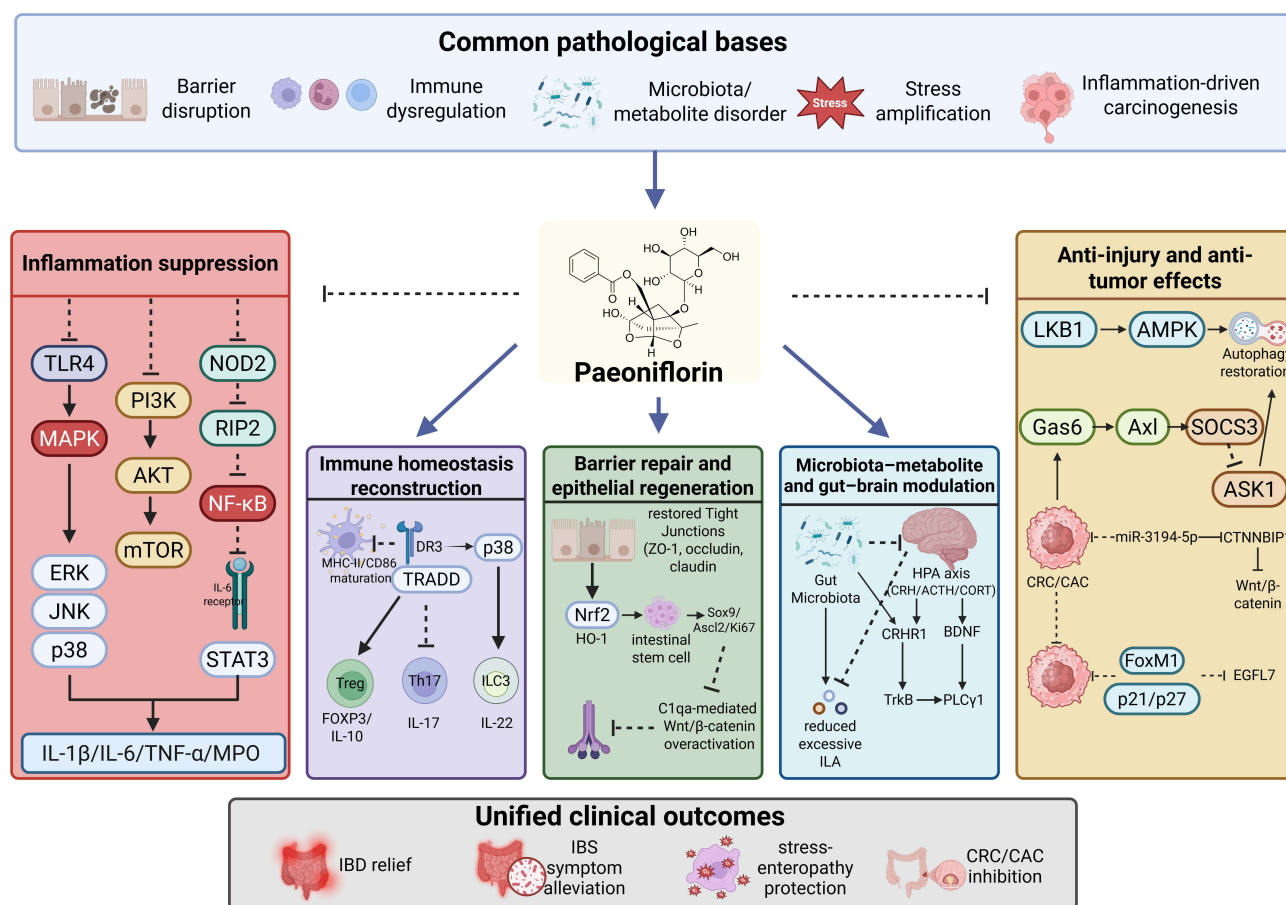 Common pathological bases
Barrier
disruption
Immune
dysregulation
Microbiota/
metabolite disorder
Stress
Stress
amplification
Inflammation-driven
carcinogenesis
Inflammation suppression
TLR4
MAPK
ERK
JNK
p38
PI3K
AKT
mTOR
NOD2
RIP2
NF-κB
IL-6
receptor
STAT3
IL-1β/IL-6/TNF-α/MPO
OH
HO
OH
O
HO
O
O
H
O
H
HO
O
O
H
Paeoniflorin
Immune homeostasis
reconstruction
MHC-II/CD86
maturation
DR3
p38
TRADD
Treg
Th17
ILC3
FOXP3/
IL-10
IL-17
IL-22
Barrier repair and
epithelial regeneration
restored Tight
Junctions
(ZO-1, occludin,
claudin
Nrf2
HO-1
intestinal
stem cell
Sox9/
Ascl2/Ki67
C1qa-mediated
Wnt/β-catenin
overactivation
Microbiota–metabolite
and gut–brain modulation
Gut
Microbiota
HPA axis
(CRH/ACTH/CORT)
CRHR1
BDNF
TrkB
PLCγ1
reduced
excessive
ILA
Anti-injury and anti-
tumor effects
LKB1
AMPK
Autophagy
restoration
Gas6
Axl
SOCS3
ASK1
CRC/CAC
miR-3194-5p
CTNNBIP1
Wnt/β-
catenin
FoxM1
p21/p27
EGFL7
Unified clinical outcomes
IBD relief
IBS
symptom
alleviation
stress-
enteropathy
protection
CRC/CAC
inhibition